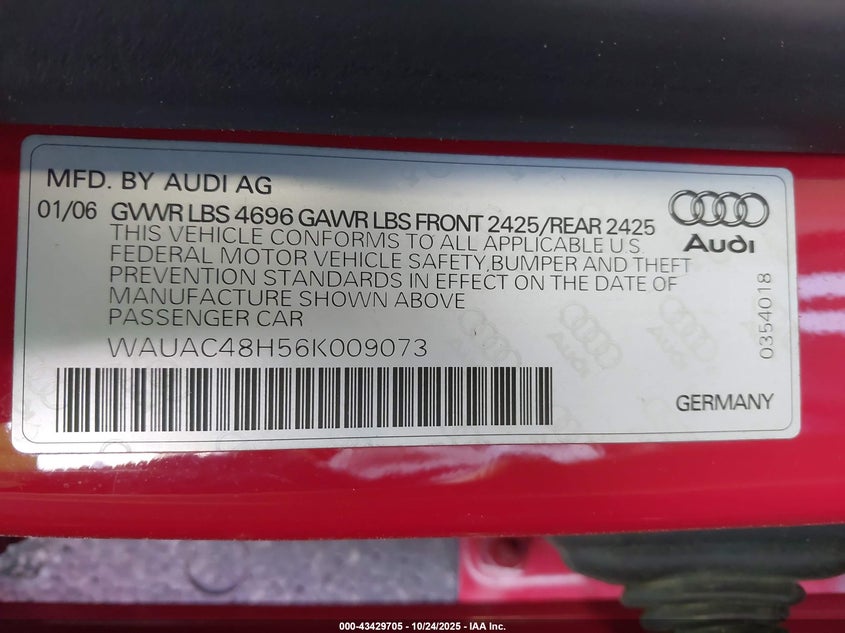 MFD. BY AUDI AG
01/06 GVWR LBS 4696 GAWR LBS FRONT 2425/REAR 2425
THIS VEHICLE CONFORMS TO ALL APPLICABLE U.S
FEDERAL MOTOR VEHICLE SAFETY,BUMPER AND THEFT
PREVENTION STANDARDS IN EFFECT ON THE DATE OF
MANUFACTURE SHOWN ABOVE
PASSENGER CAR
WAUAC48H56K009073
Audi
0354018
GERMANY
000-43429705 - 10/24/2025 - IAA Inc.